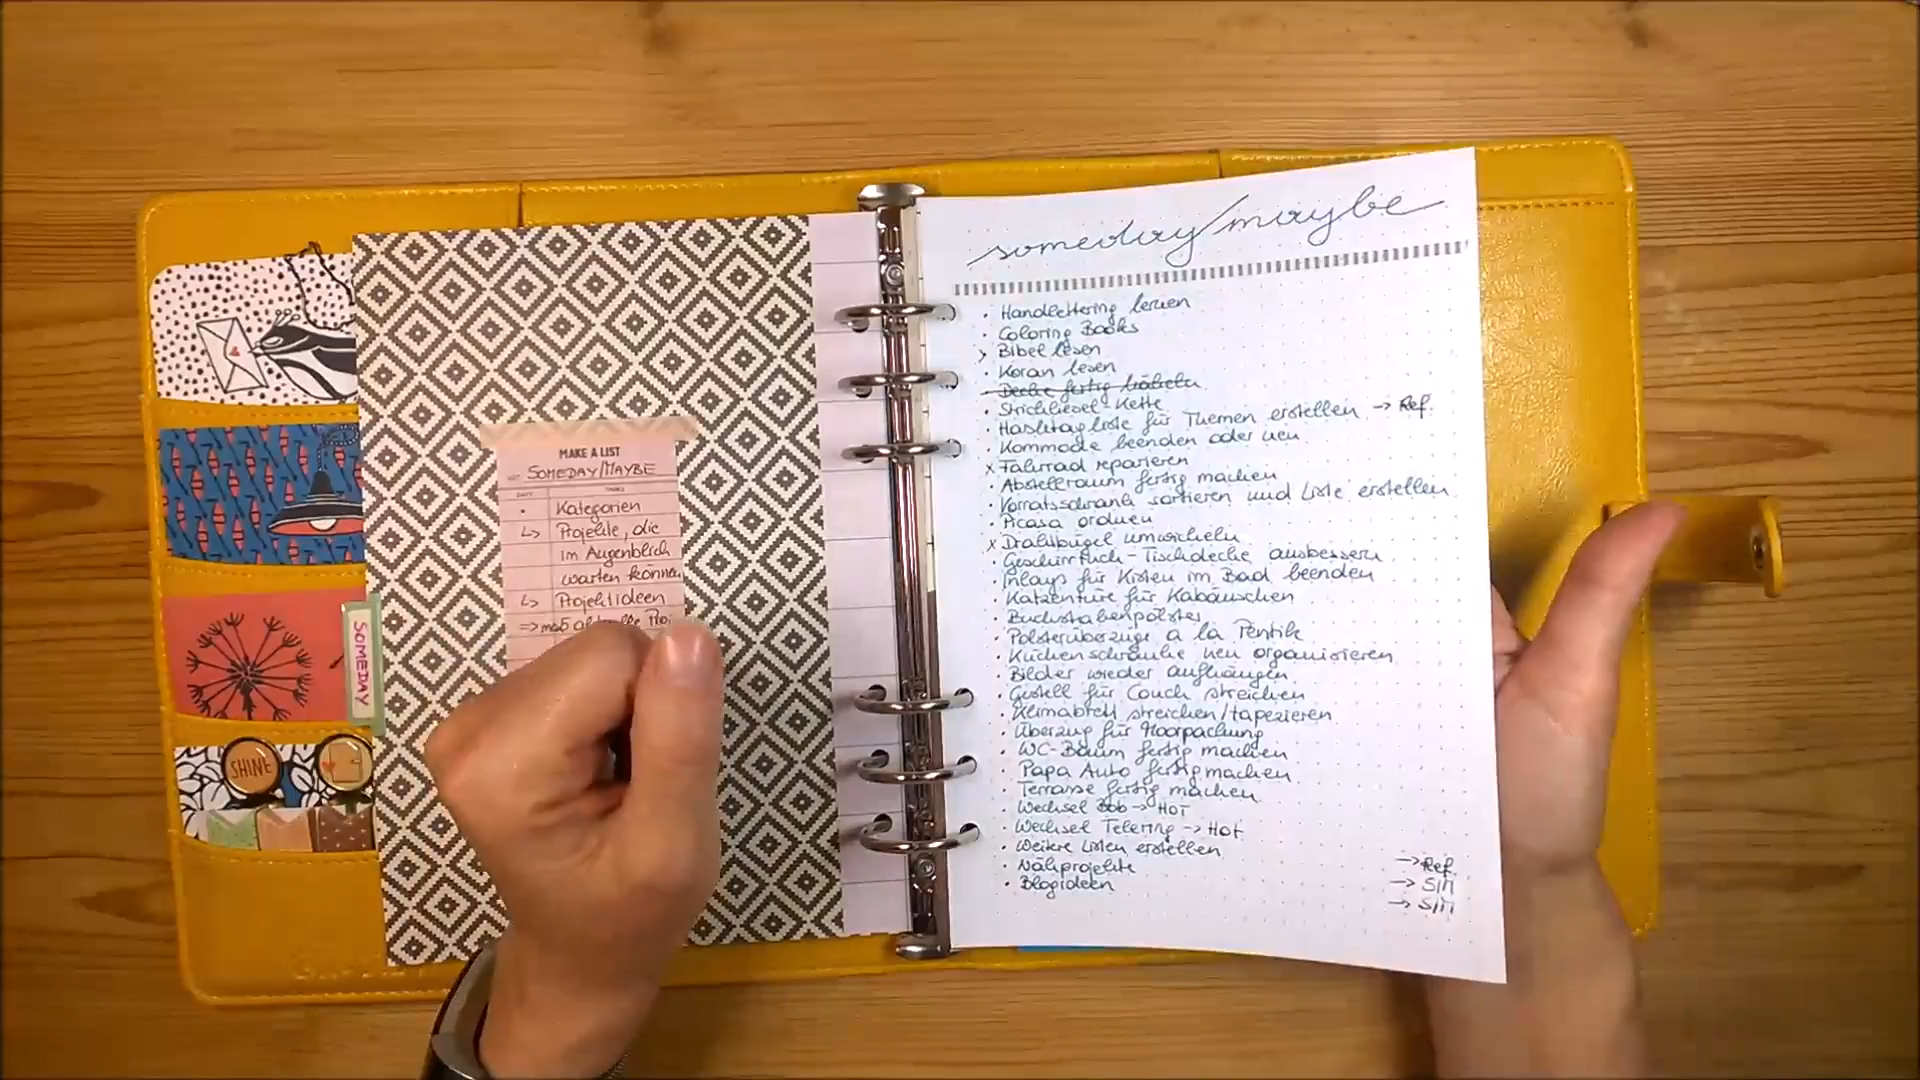 SHINE
SOMEDAY
MAKE A LIST
SOMEDAY/MAYBE
DATE TASKS
• Kategorien
↳ Projekte, die
im Augenblick
warten können
↳ Projektideen
=> someday/maybe
• Handlettering lernen
• Coloring Books
> Bibel lesen
• Koran lesen
Decke fertig häkeln
• Strickliesel Kette
• Hashtagliste für Themen erstellen → Ref.
• Kommode beenden oder neu
x Fahrrad reparieren
• Abstellraum fertig machen
• Vorratsschrank sortieren und Liste erstellen
• Picasa ordnen
x Drahtbügel umwickeln
• Geschirrtuch-Tischdecke ausbessern
• Inlays für Kisten im Bad beenden
• Katzentüre für Kabäuschen
• Buchstabenpölster
• Polsterüberzüge a la Pentik
• Küchenschränke neu organisieren
• Bilder wieder aufhängen
• Gestell für Couch streichen
• streichen/tapezieren
• Überzug für
• WC-Baum fertig machen
• Papa Auto fertig machen
• Terrasse fertig machen
• Wechsel Bob → HoT
• Wechsel Telering → Hot
• Weitere Listen erstellen
• Nähprojekte → Ref
• Blogideen → S/M
→ S/M